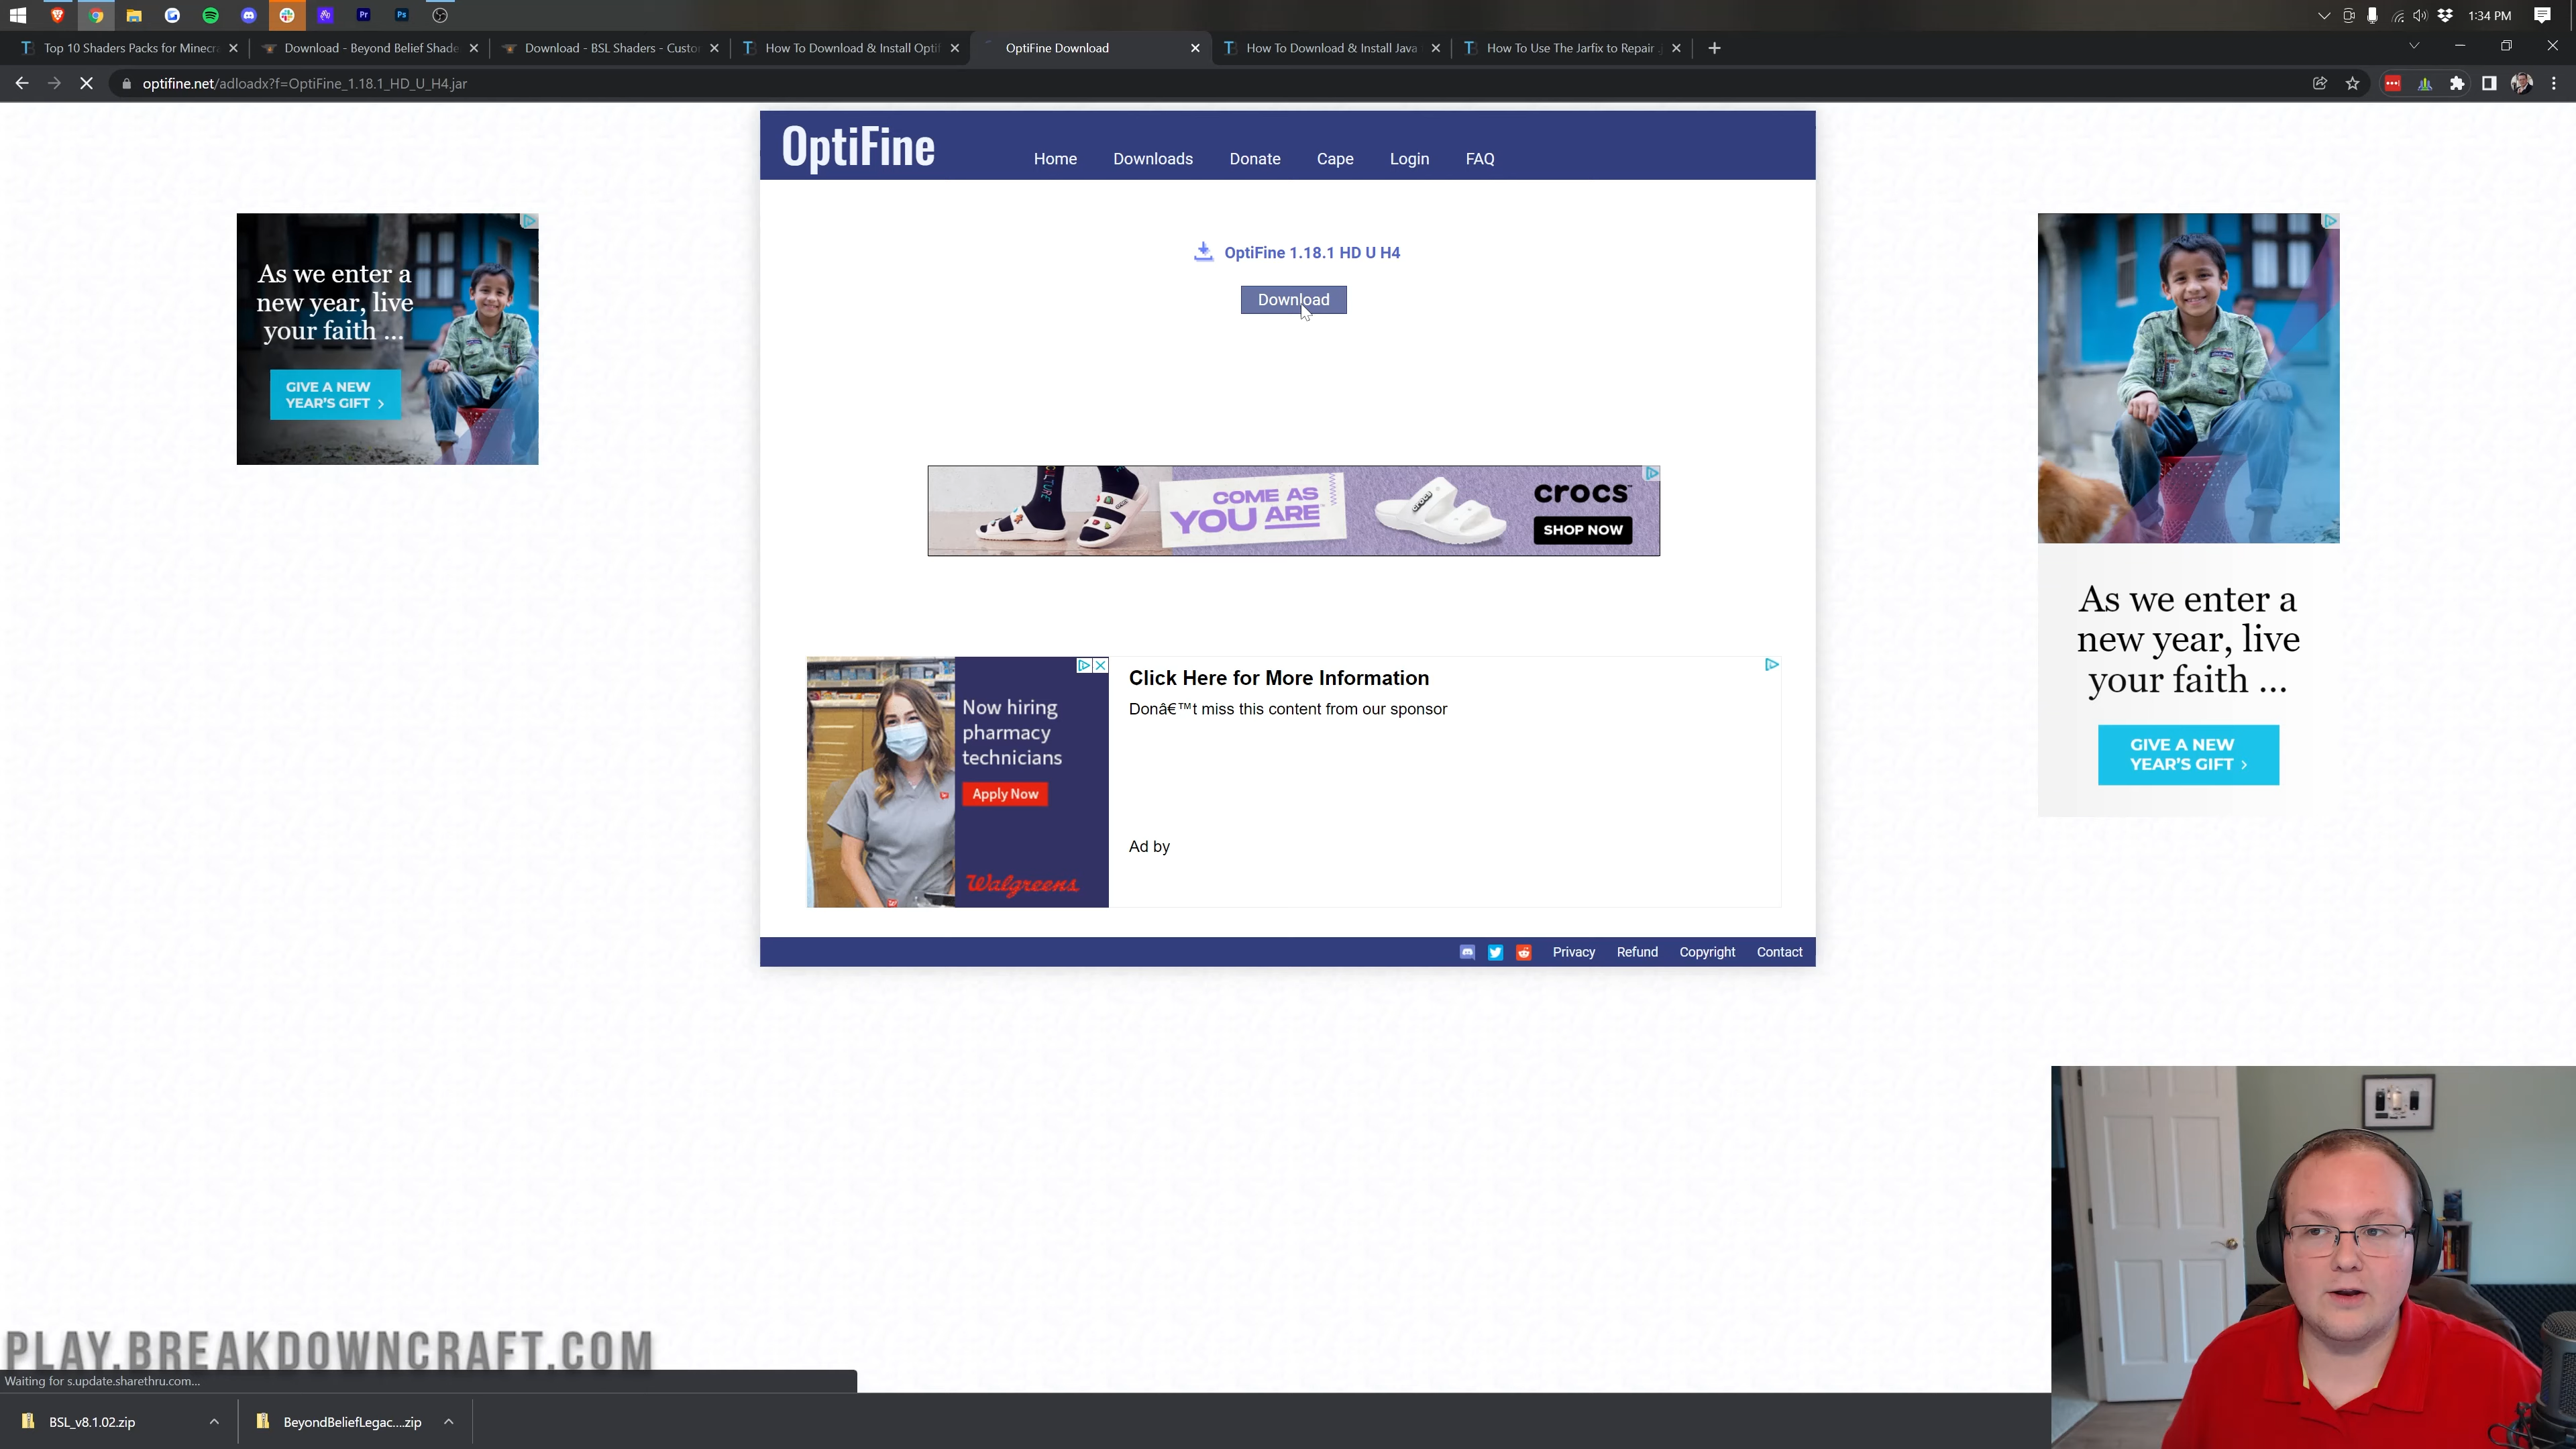 1:34 PM
Top 10 Shaders Packs for Minecr
Download - Beyond Belief Shade
Download - BSL Shaders - Custo
How To Download & Install Optif
OptiFine Download
How To Download & Install Java
How To Use The Jarfix to Repair .j
optifine.net/adloadx?f=OptiFine_1.18.1_HD_U_H4.jar
OptiFine
Home
Downloads
Donate
Cape
Login
FAQ
OptiFine 1.18.1 HD U H4
Download
As we enter a
new year, live
your faith ...
GIVE A NEW
YEAR'S GIFT >
COME AS
YOU ARE™
crocs™
SHOP NOW
Now hiring
pharmacy
technicians
Apply Now
Walgreens
Click Here for More Information
Donâ€™t miss this content from our sponsor
Ad by
As we enter a
new year, live
your faith ...
GIVE A NEW
YEAR'S GIFT >
Privacy
Refund
Copyright
Contact
PLAY.BREAKDOWNCRAFT.COM
Waiting for s.update.sharethru.com...
BSL_v8.1.02.zip
BeyondBeliefLegac....zip